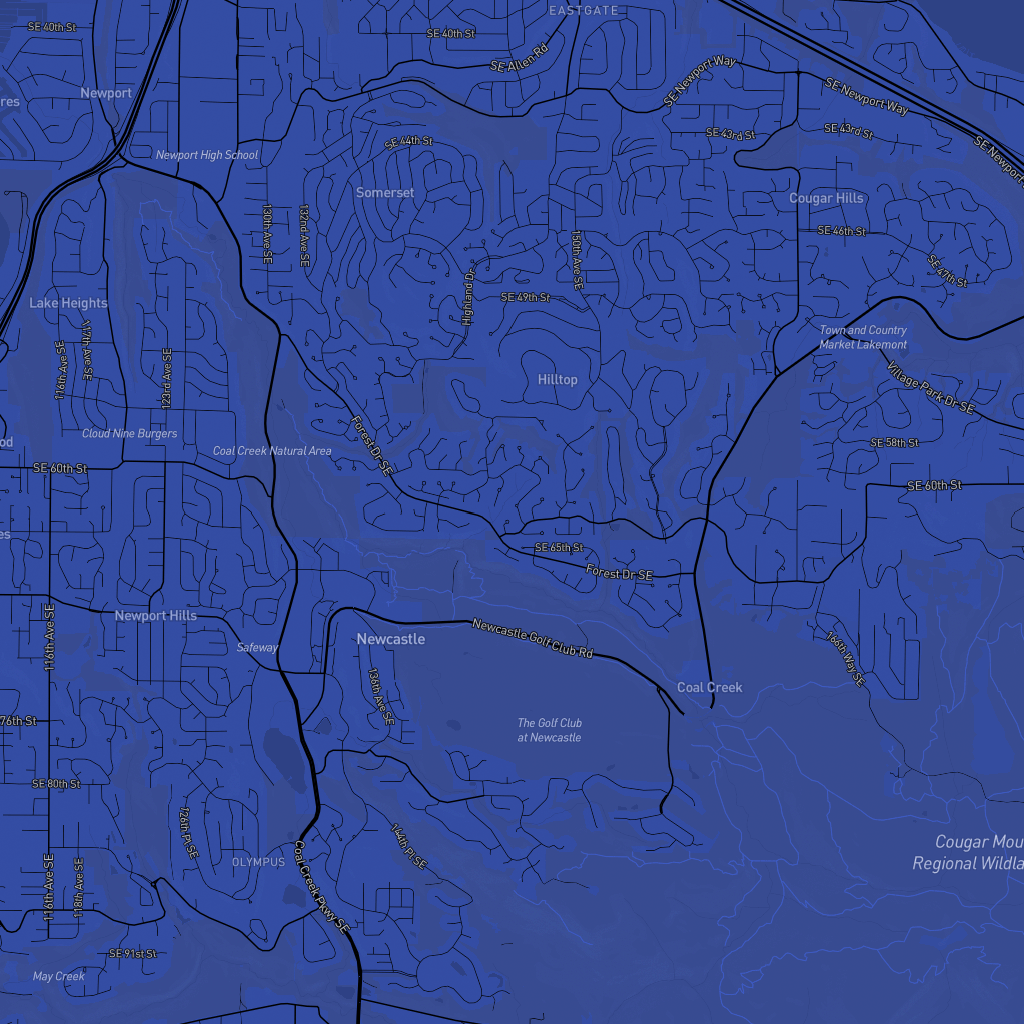 EASTGATE
SE 40th St
SE 40th St
SE Allen Rd
SE Newport Way
Newport
SE Newport Way
SE 43rd St
SE 43rd St
SE 44th St
SE Newport
Newport High School
Somerset
Cougar Hills
130th Ave SE
132nd Ave SE
150th Ave SE
SE 46th St
SE 47th St
Highland Dr
SE 49th St
Lake Heights
Town and Country
Market Lakemont
116th Ave SE
117th Ave SE
123rd Ave SE
Hilltop
Village Park Dr SE
Cloud Nine Burgers
Coal Creek Natural Area
Forest Dr SE
SE 58th St
SE 60th St
SE 60th St
SE 65th St
Forest Dr SE
Newport Hills
116th Ave SE
Safeway
Newcastle
Newcastle Golf Club Rd
166th Way SE
136th Ave SE
Coal Creek
76th St
The Golf Club
at Newcastle
SE 80th St
126th Pl SE
144th Pl SE
Cougar Mou
Regional Wildla
OLYMPUS
116th Ave SE
118th Ave SE
Coal Creek Pkwy SE
SE 91st St
May Creek